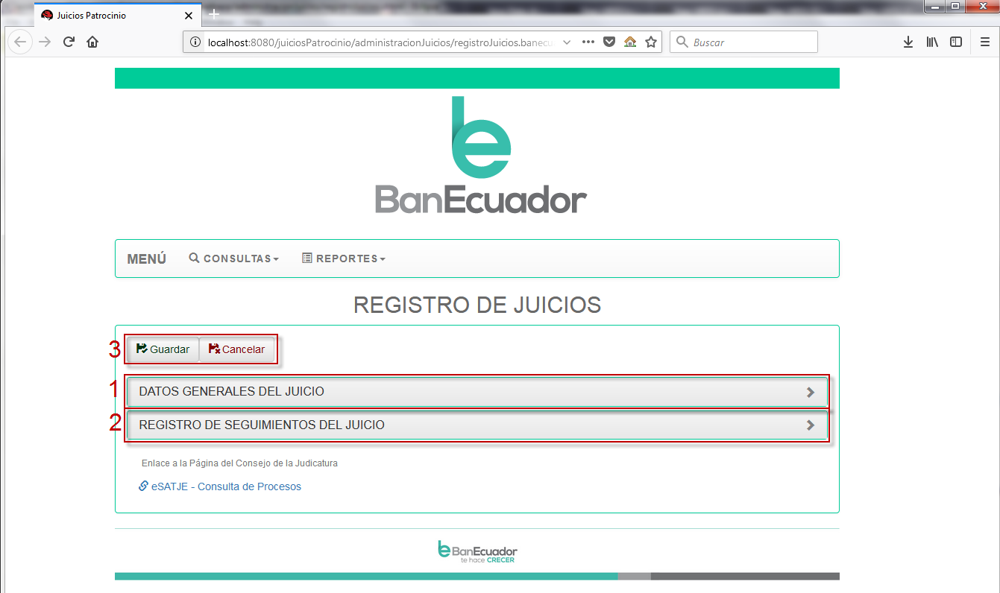 Juicios Patrocinio
localhost:8080/juiciosPatrocinio/administracionJuicios/registroJuicios.banecu
Buscar
BanEcuador
MENÚ CONSULTAS REPORTES
REGISTRO DE JUICIOS
3 Guardar Cancelar
1 DATOS GENERALES DEL JUICIO
2 REGISTRO DE SEGUIMIENTOS DEL JUICIO
Enlace a la Página del Consejo de la Judicatura
eSATJE - Consulta de Procesos
BanEcuador
te hace CRECER